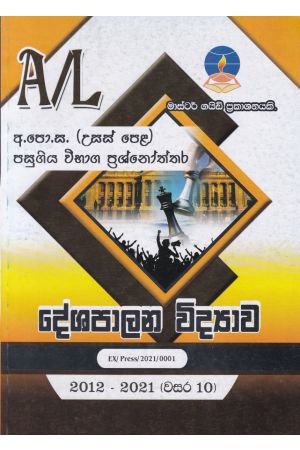 A/L
මාස්ටර් ගයිඩ් ප්‍රකාශනයකි.
අ.පො.ස. (උසස් පෙළ)
පසුගිය විභාග ප්‍රශ්නෝත්තර
දේශපාලන විද්‍යාව
EX/ Press/ 2021/0001
2012 - 2021 (වසර 10)